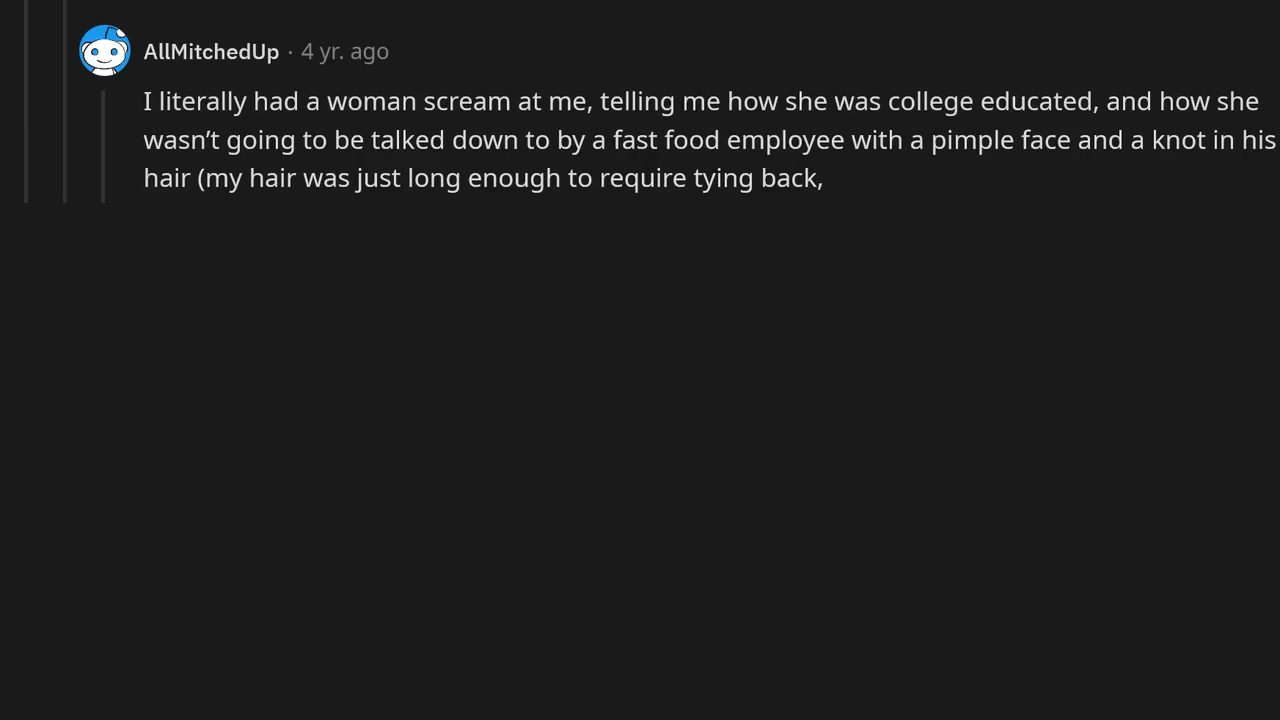 AllMitchedUp · 4 yr. ago
I literally had a woman scream at me, telling me how she was college educated, and how she
wasn’t going to be talked down to by a fast food employee with a pimple face and a knot in his
hair (my hair was just long enough to require tying back,